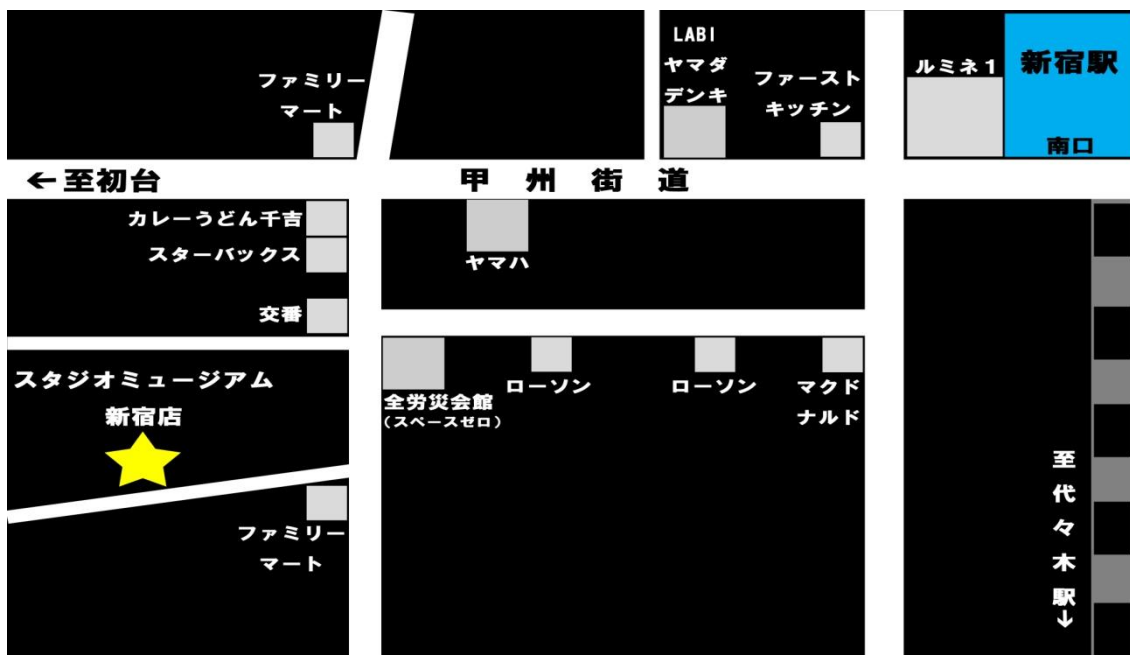 LABI
ヤマダ
デンキ
ファースト
キッチン
ルミネ1
新宿駅
南口
ファミリー
マート
←至初台
甲州街道
カレーうどん千吉
スターバックス
交番
ヤマハ
スタジオミュージアム
新宿店
全労災会館
(スペースゼロ)
ローソン
ローソン
マクド
ナルド
ファミリー
マート
至代々木駅→